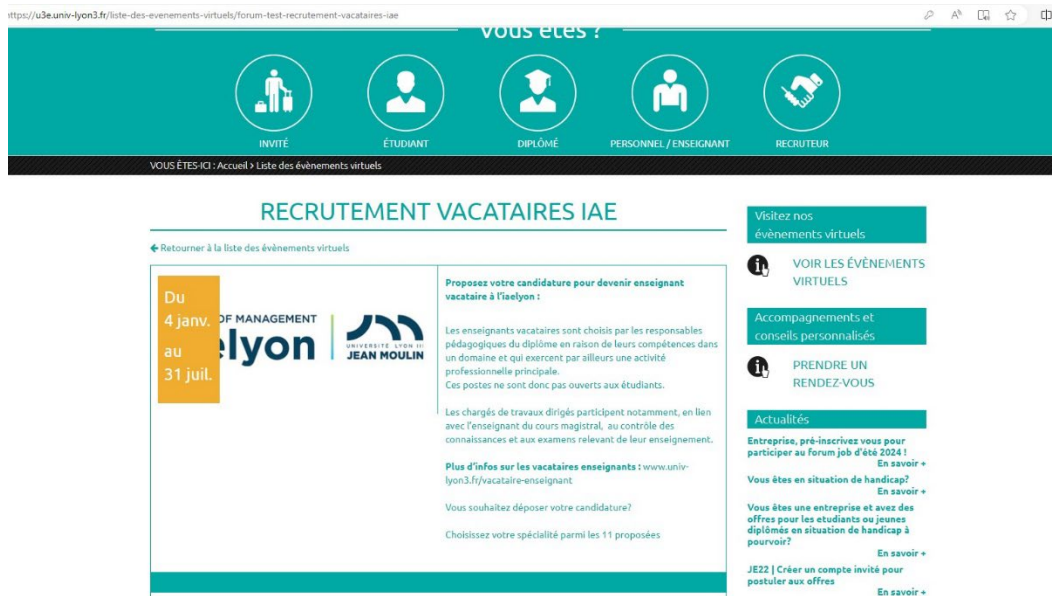 https://u3e.univ-lyon3.fr/liste-des-evenements-virtuels/forum-test-recrutement-vacataires-iae
Vous êtes ?
INVITÉ
ÉTUDIANT
DIPLÔMÉ
PERSONNEL / ENSEIGNANT
RECRUTEUR
VOUS ÊTES-ICI : Accueil > Liste des évènements virtuels
RECRUTEMENT VACATAIRES IAE
Retourner à la liste des évènements virtuels
Du
4 janv.
au
31 juil.
OF MANAGEMENT
lyon
UNIVERSITÉ LYON III
JEAN MOULIN
Proposez votre candidature pour devenir enseignant
vacataire à l'iaelyon :
Les enseignants vacataires sont choisis par les responsables
pédagogiques du diplôme en raison de leurs compétences dans
un domaine et qui exercent par ailleurs une activité
professionnelle principale.
Ces postes ne sont donc pas ouverts aux étudiants.
Les chargés de travaux dirigés participent notamment, en lien
avec l'enseignant du cours magistral, au contrôle des
connaissances et aux examens relevant de leur enseignement.
Plus d'infos sur les vacataires enseignants : www.univ-
lyon3.fr/vacataire-enseignant
Vous souhaitez déposer votre candidature?
Choisissez votre spécialité parmi les 11 proposées
Visitez nos
évènements virtuels
VOIR LES ÉVÈNEMENTS
VIRTUELS
Accompagnements et
conseils personnalisés
PRENDRE UN
RENDEZ-VOUS
Actualités
Entreprise, pré-inscrivez vous pour
participer au forum job d'été 2024 !
En savoir +
Vous êtes en situation de handicap?
En savoir +
Vous êtes une entreprise et avez des
offres pour les etudiants ou jeunes
diplômés en situation de handicap à
pourvoir?
En savoir +
JE22 | Créer un compte invité pour
postuler aux offres
En savoir +